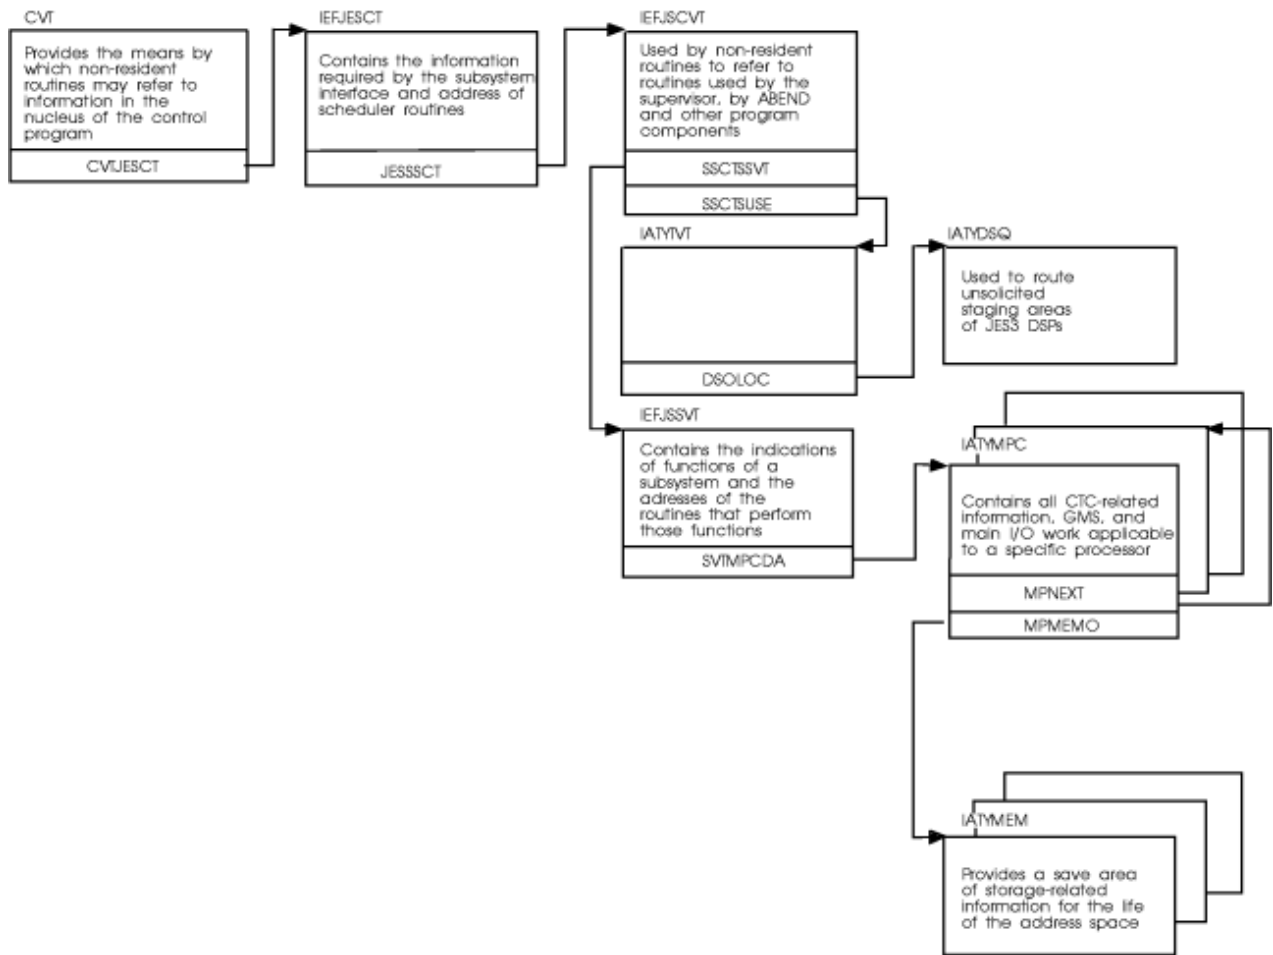 CVT
Provides the means by
which non-resident
routines may refer to
information in the
nucleus of the control
program
CVTJESCT
IEFJESCT
Contains the information
required by the subsystem
interface and address of
scheduler routines
JESSSCT
IEFJSCVT
Used by non-resident
routines to refer to
routines used by the
supervisor, by ABEND
and other program
components
SSCTSSVT
SSCTSUSE
IATYTVT
DSOLOC
IATYDSQ
Used to route
unsolicited
staging areas
of JES3 DSPs
IEFJSSVT
Contains the indications
of functions of a
subsystem and the
adresses of the
routines that perform
those functions
SVTMPCDA
IATYMPC
Contains all CTC-related
information, GMS, and
main I/O work applicable
to a specific processor
MPNEXT
MPMEMO
IATYMEM
Provides a save area
of storage-related
information for the life
of the address space